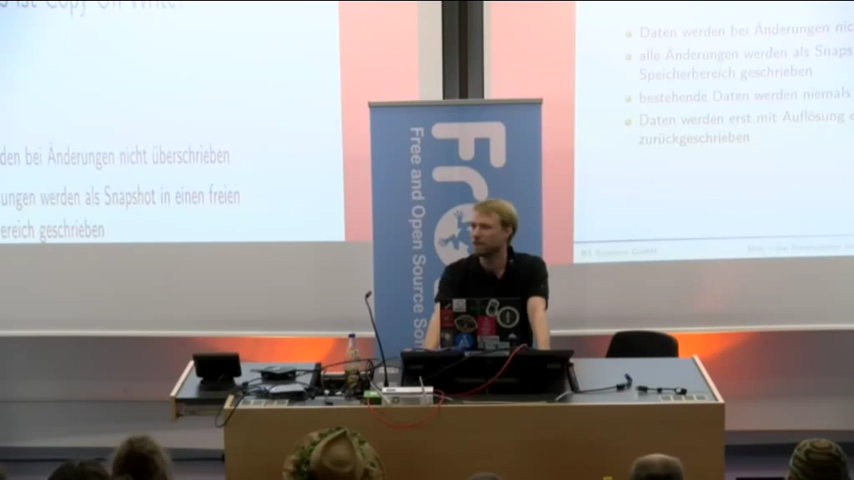 s ist Copy On Write?
den bei Änderungen nicht überschrieben
ungen werden als Snapshot in einen freien
ereich geschrieben
Free and Open Source Soft
Fr
Daten werden bei Änderungen nic
alle Änderungen werden als Snaps
Speicherbereich geschrieben
bestehende Daten werden niemals
Daten werden erst mit Auflösung
zurückgeschrieben